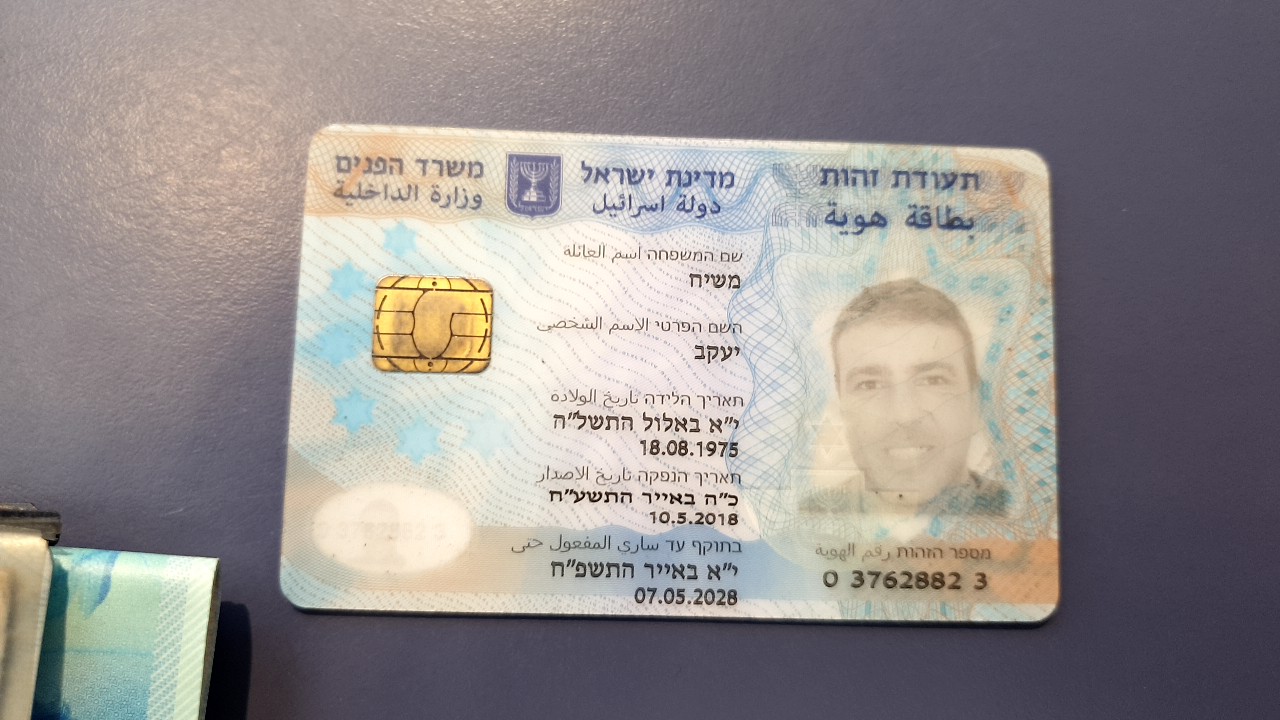 תעודת זהות
بطاقة هوية
מדינת ישראל
دولة اسرائيل
משרד הפנים
وزارة الداخلية
שם המשפחה اسم العائلة
משיח
השם הפרטי الاسم الشخصي
יעקב
תאריך הלידה تاريخ الولادة
י״א באלול התשל״ה
18.08.1975
תאריך הנפקה تاريخ الاصدار
כ״ה באייר התשע״ח
10.5.2018
בתוקף עד ساري المفعول حتى
י״א באייר התשפ״ח
07.05.2028
מספר הזהות رقم الهوية
0 3762882 3